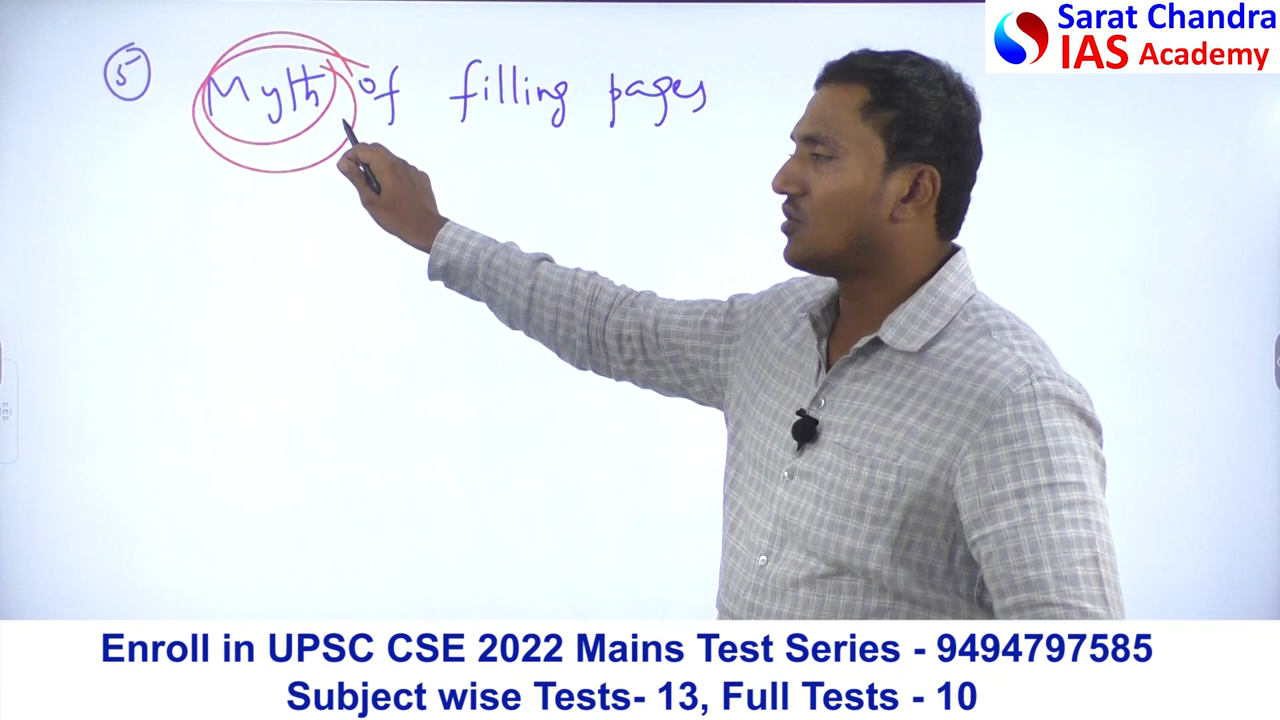 Sarat Chandra
IAS Academy
5 Myth of filling pages
Enroll in UPSC CSE 2022 Mains Test Series - 9494797585
Subject wise Tests- 13, Full Tests - 10